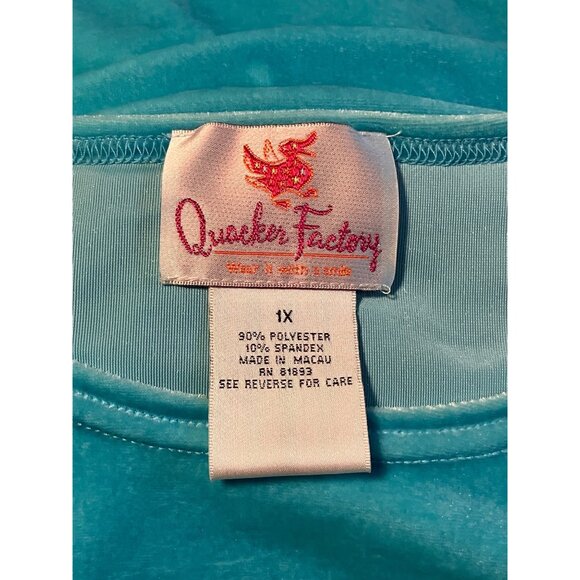 Quacker Factory
Wear it with a smile
1X
90% POLYESTER
10% SPANDEX
MADE IN MACAU
RN 81893
SEE REVERSE FOR CARE